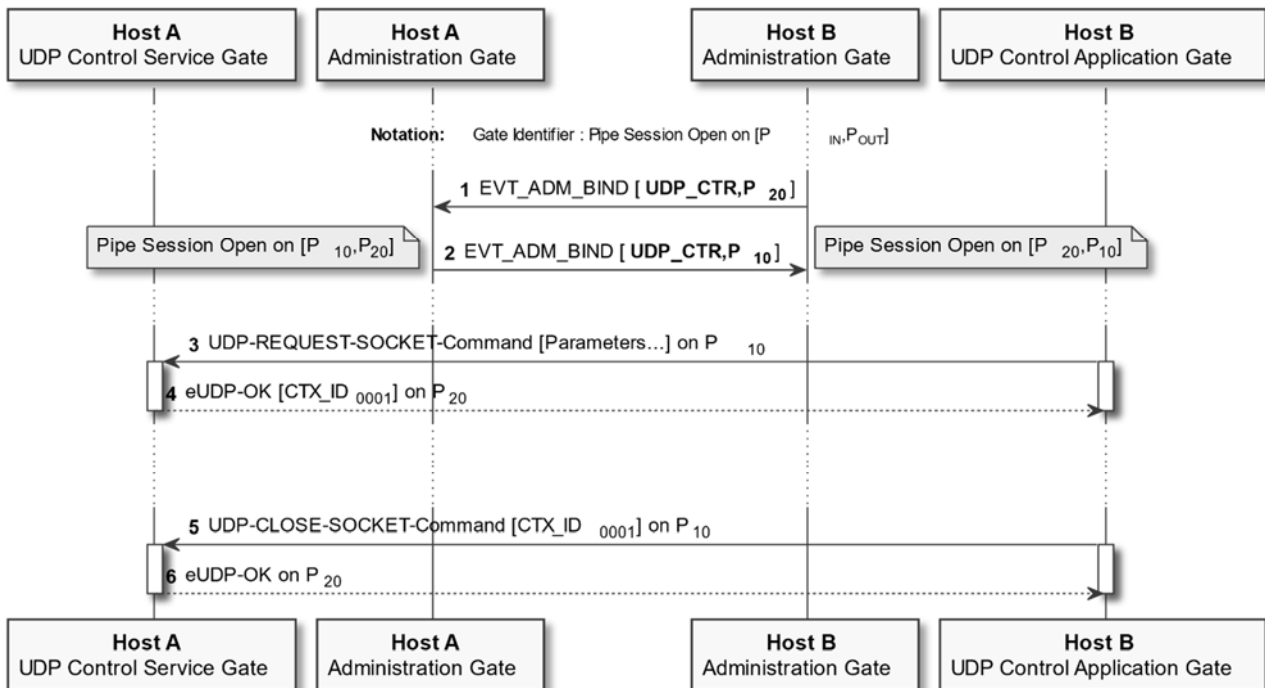 Host A
UDP Control Service Gate
Host A
Administration Gate
Host B
Administration Gate
Host B
UDP Control Application Gate
Notation: Gate Identifier : Pipe Session Open on [P IN,POUT]
1 EVT_ADM_BIND [ UDP_CTR,P 20]
Pipe Session Open on [P 10,P20]
2 EVT_ADM_BIND [ UDP_CTR,P 10]
Pipe Session Open on [P 20,P10]
3 UDP-REQUEST-SOCKET-Command [Parameters...] on P 10
4 eUDP-OK [CTX_ID 0001] on P20
5 UDP-CLOSE-SOCKET-Command [CTX_ID 0001] on P10
6 eUDP-OK on P 20
Host A
UDP Control Service Gate
Host A
Administration Gate
Host B
Administration Gate
Host B
UDP Control Application Gate